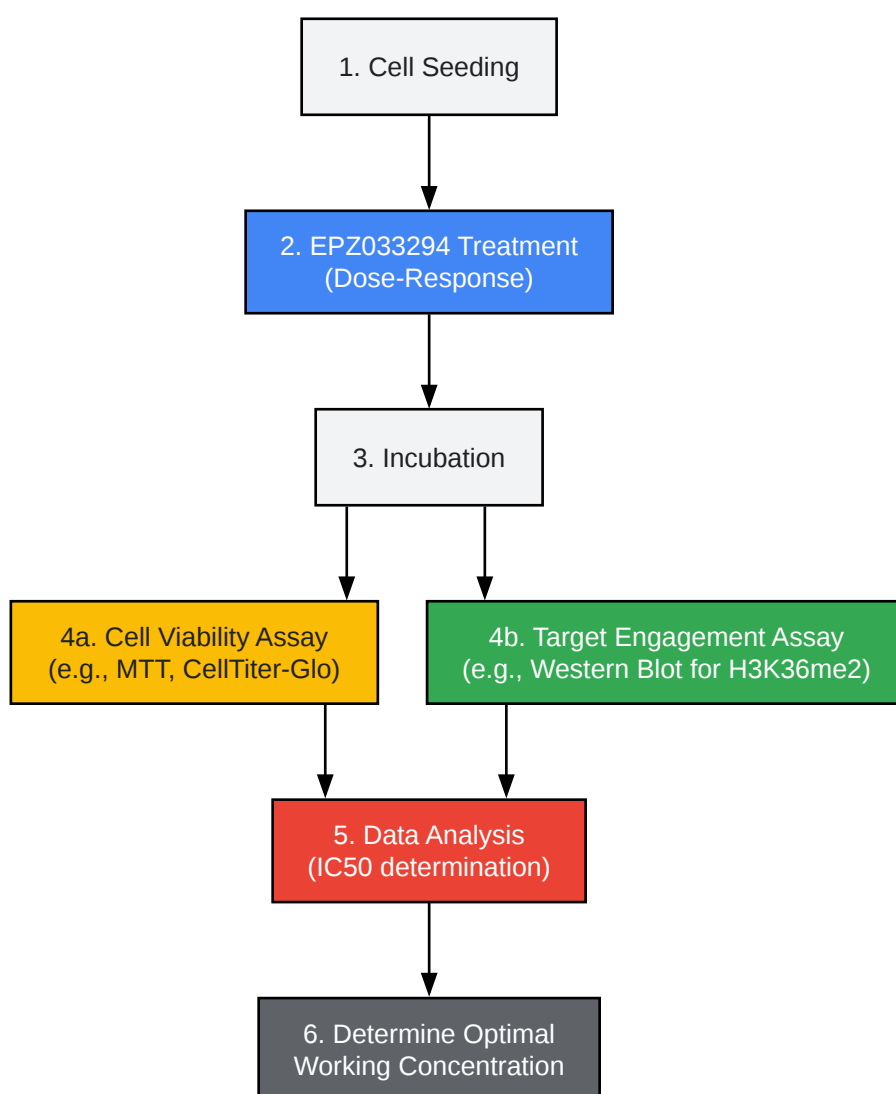 1. Cell Seeding
2. EPZ033294 Treatment
(Dose-Response)
3. Incubation
4a. Cell Viability Assay
(e.g., MTT, CellTiter-Glo)
4b. Target Engagement Assay
(e.g., Western Blot for H3K36me2)
5. Data Analysis
(IC50 determination)
6. Determine Optimal
Working Concentration